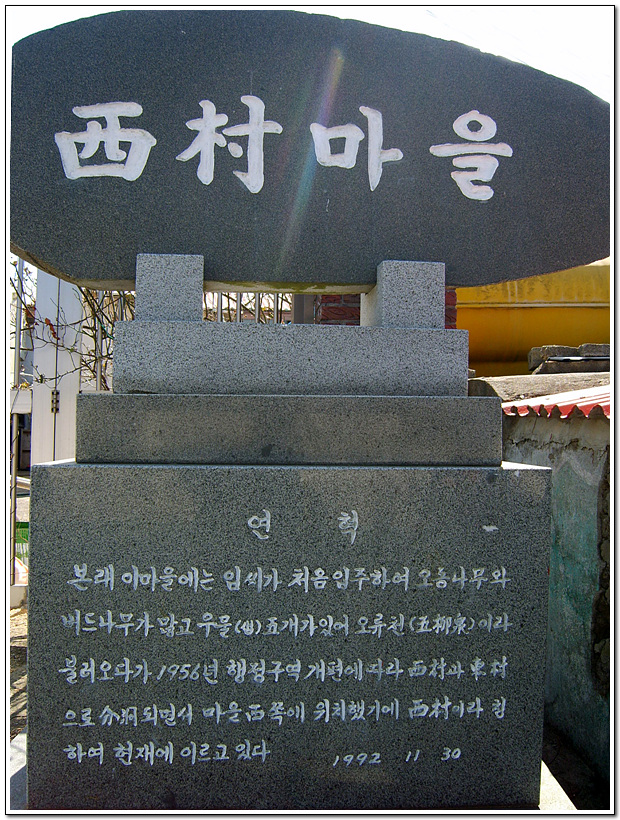 西村마을
연 혁
본래 이마을에는 임씨가 처음 입주하여 오동나무와
버드나무가 많고 우물(井) 五개가있어 오류천(五柳泉)이라
불러오다가 1956년 행정구역 개편에 따라 西村과 東村
으로 分洞되면서 마을 西쪽에 위치했기에 西村이라 칭
하여 현재에 이르고 있다 1992 11 30